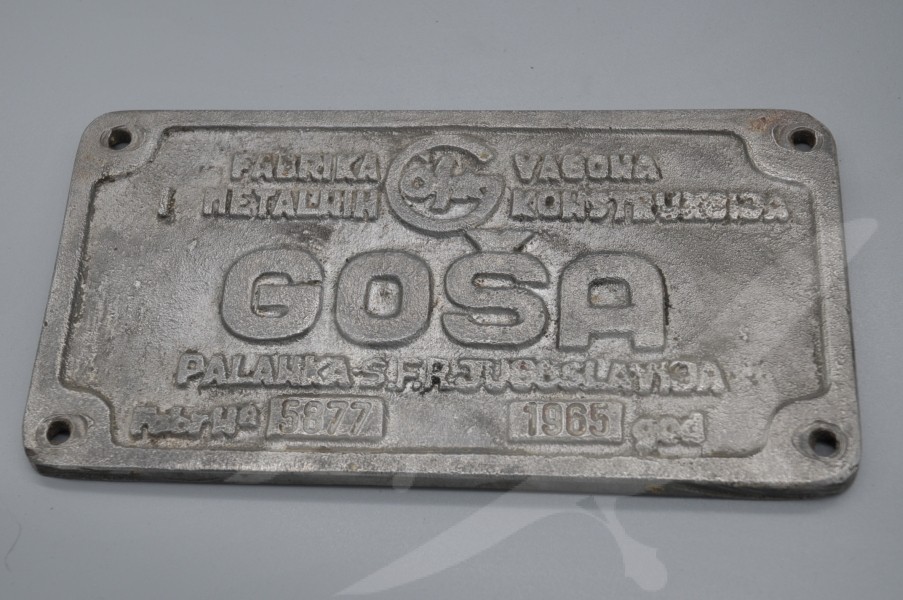 FABRIKA VAGONA
I METALNIH KONSTRUKCIJA
GOŠA
PALANKA S.F.R. JUGOSLAVIJA
Fabr Nº 5877 1965 god